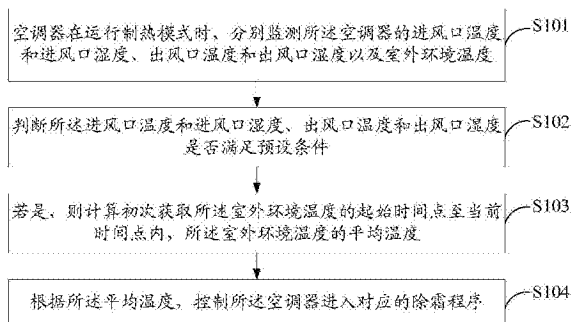 空调器在运行制热模式时、分别监测所述空调器的进风口温度
和进风口湿度、出风口温度和出风口湿度以及室外环境温度
S101
判断所述进风口温度和进风口湿度、出风口温度和出风口湿度
是否满足预设条件
S102
若是、则计算初次获取所述室外环境温度的起始时间点至当前
时间点内、所述室外环境温度的平均温度
S103
根据所述平均温度，控制所述空调器进入对应的除霜程序
S104